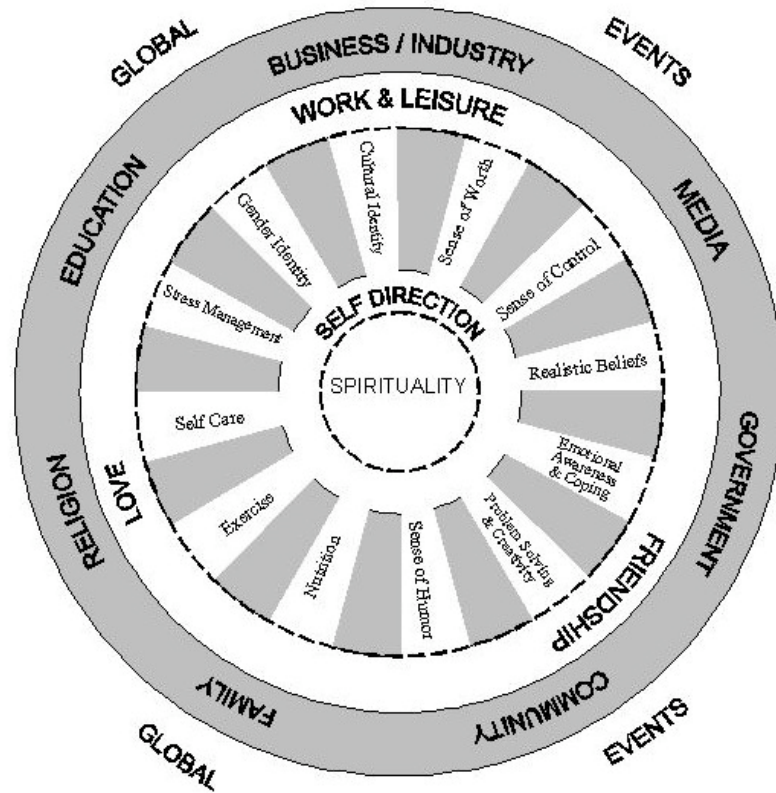 GLOBAL
EVENTS
BUSINESS / INDUSTRY
EDUCATION
MEDIA
RELIGION
GOVERNMENT
FAMILY
COMMUNITY
WORK & LEISURE
LOVE
FRIENDSHIP
Cultural Identity
Sense of Worth
Gender Identity
Sense of Control
Stress Management
Realistic Beliefs
Self Care
Emotional
Awareness
& Coping
Exercise
Problem Solving
& Creativity
Nutrition
Sense of Humor
SELF DIRECTION
SPIRITUALITY
GLOBAL
EVENTS